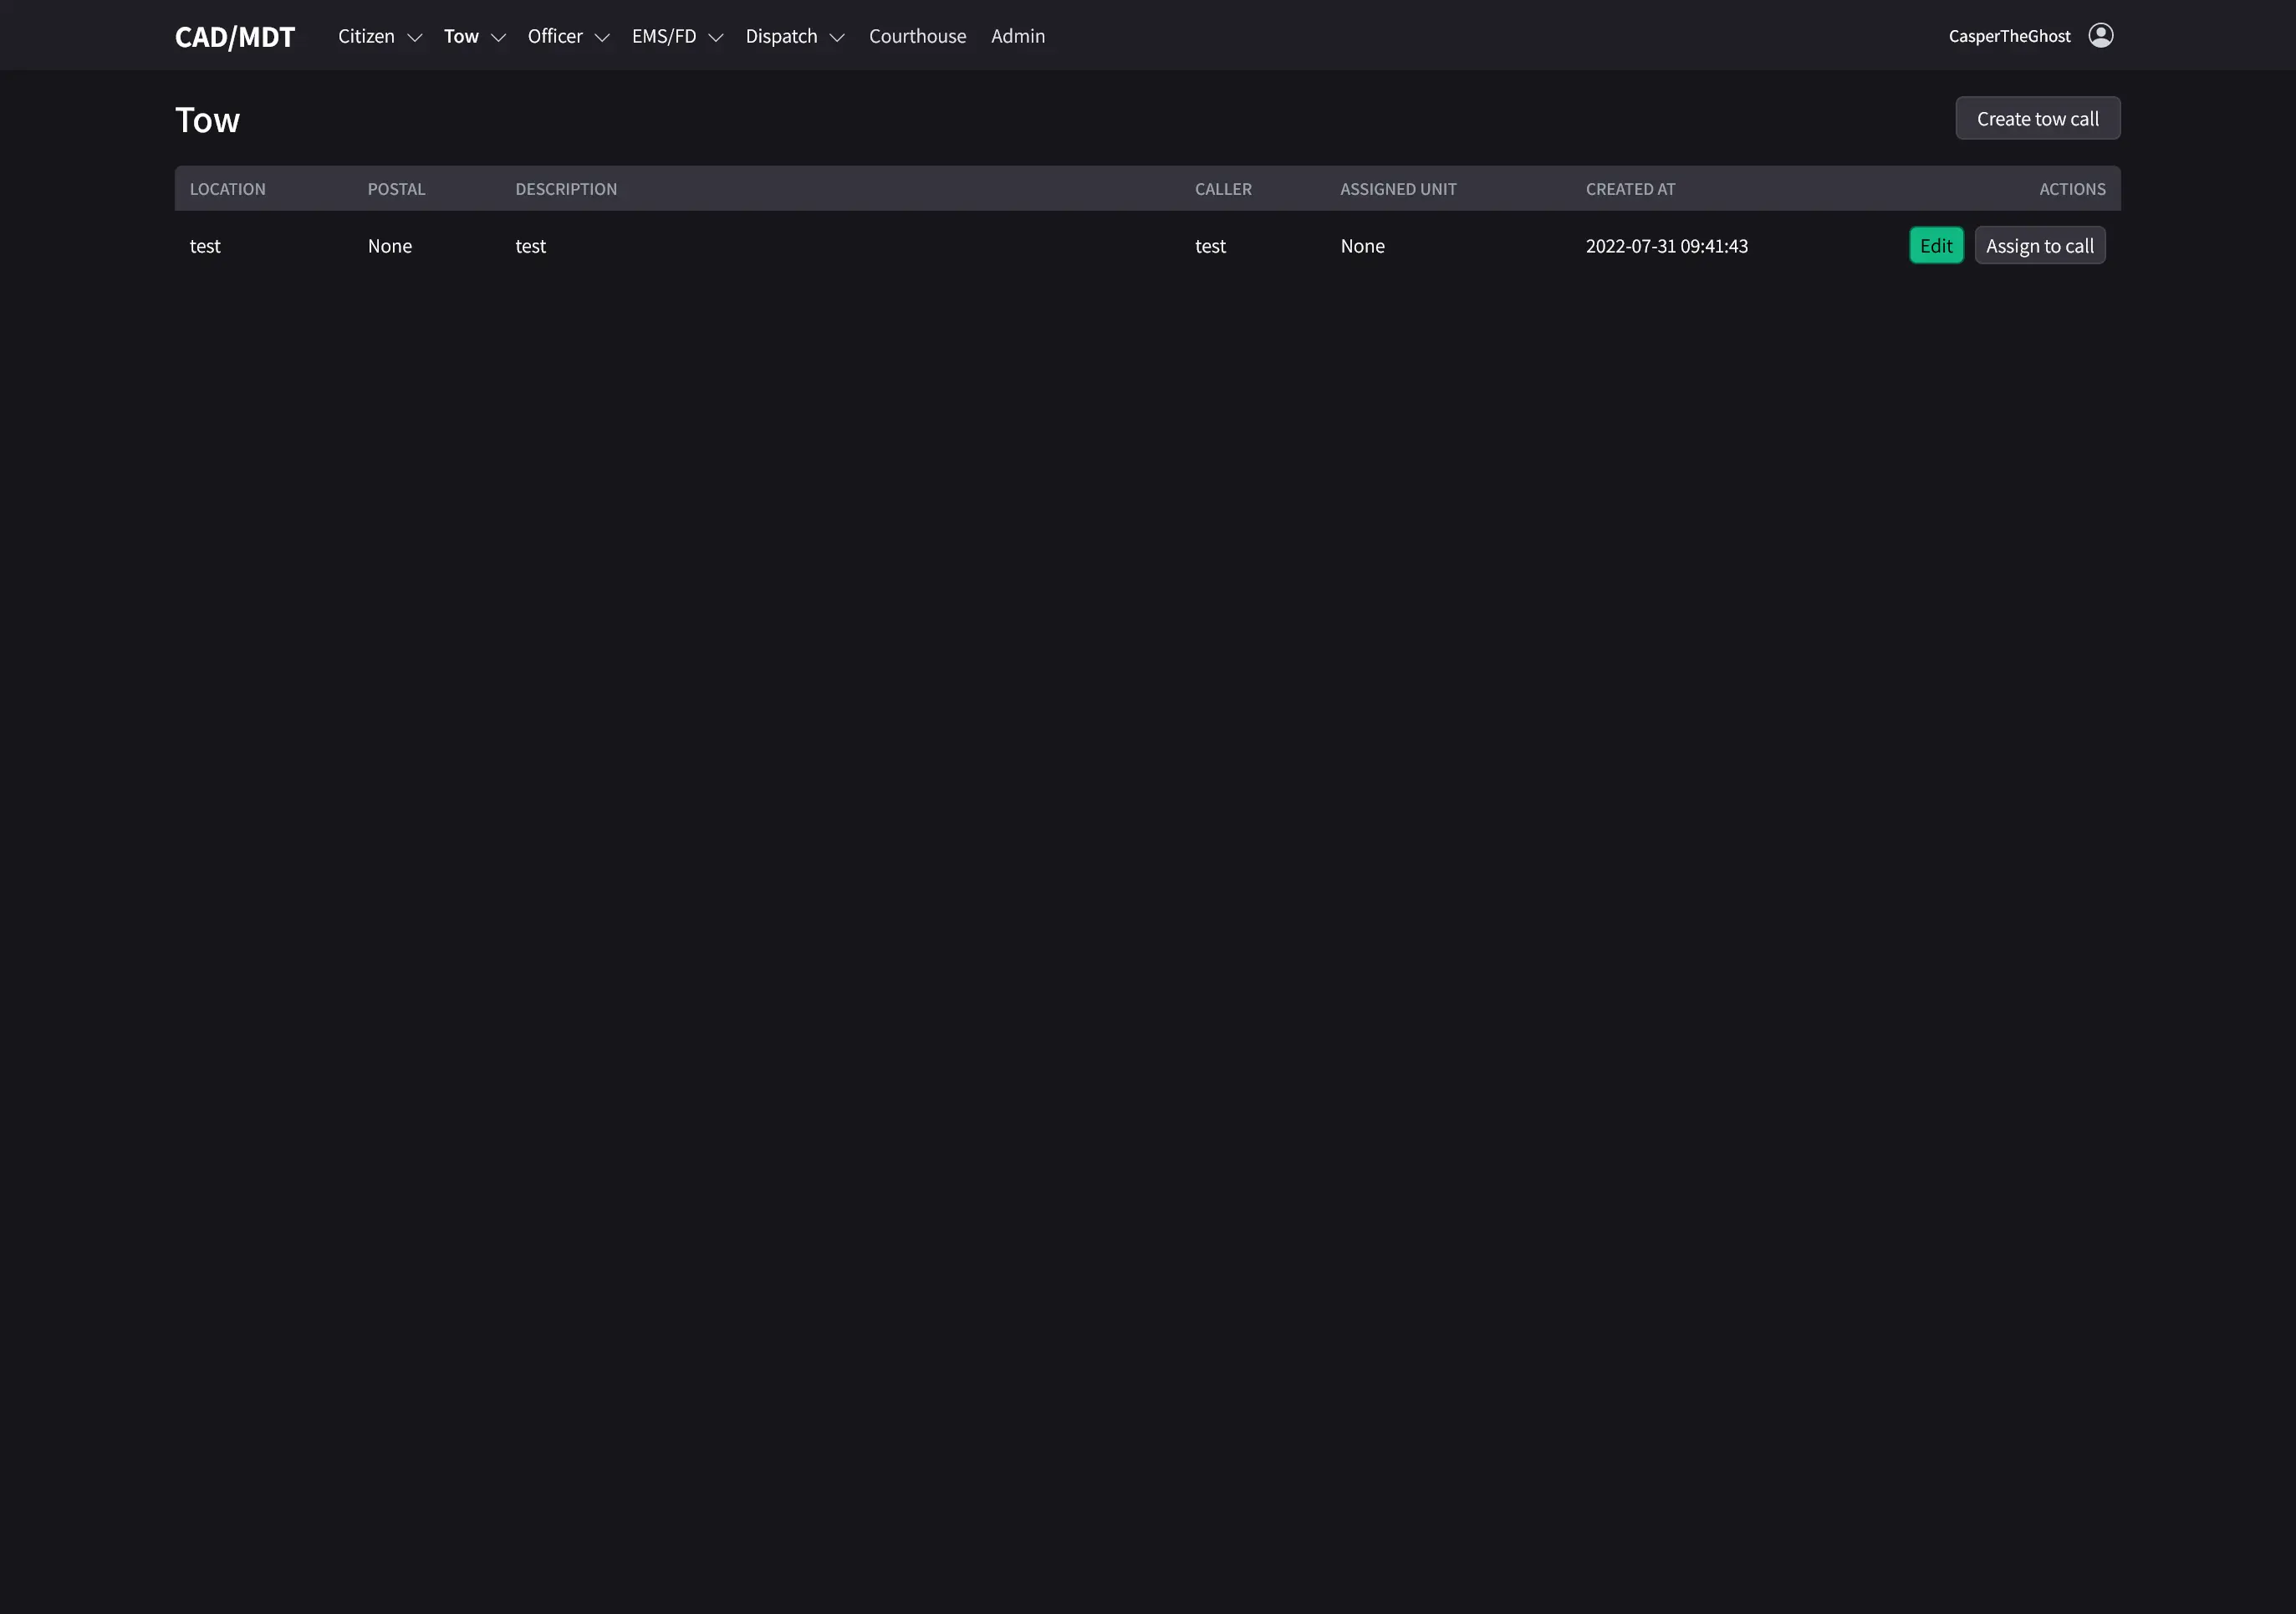 CAD/MDT Citizen Tow Officer EMS/FD Dispatch Courthouse Admin CasperTheGhost
Tow Create tow call
LOCATION POSTAL DESCRIPTION CALLER ASSIGNED UNIT CREATED AT ACTIONS
test None test test None 2022-07-31 09:41:43 Edit Assign to call